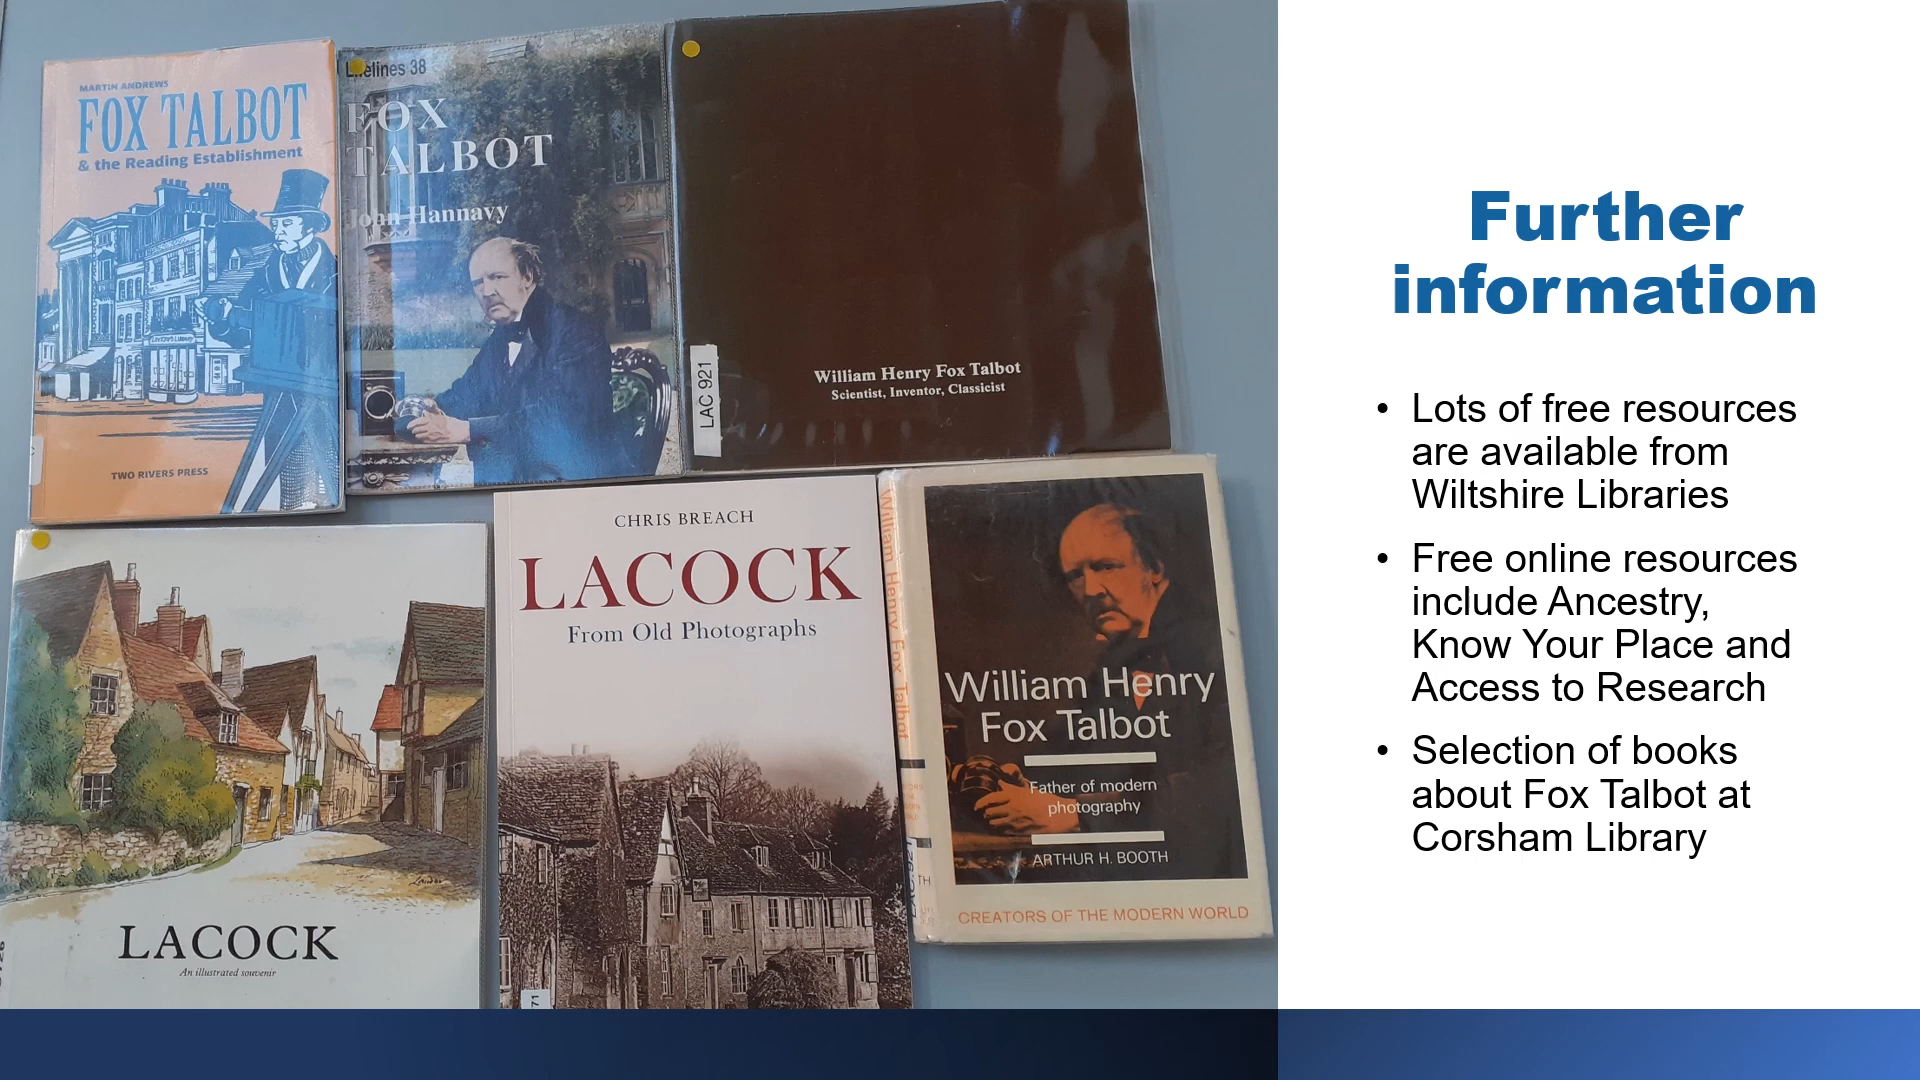 MARTIN ANDREWS
FOX TALBOT
& the Reading Establishment
TWO RIVERS PRESS
Lifelines 38
FOX
TALBOT
John Hannavy
LAC 921
William Henry Fox Talbot
Scientist, Inventor, Classicist
LACOCK
An illustrated souvenir
CHRIS BREACH
LACOCK
From Old Photographs
William Henry Fox Talbot
William Henry
Fox Talbot
Father of modern
photography
ARTHUR H. BOOTH
CREATORS OF THE MODERN WORLD
Further
information
• Lots of free resources
are available from
Wiltshire Libraries
• Free online resources
include Ancestry,
Know Your Place and
Access to Research
• Selection of books
about Fox Talbot at
Corsham Library